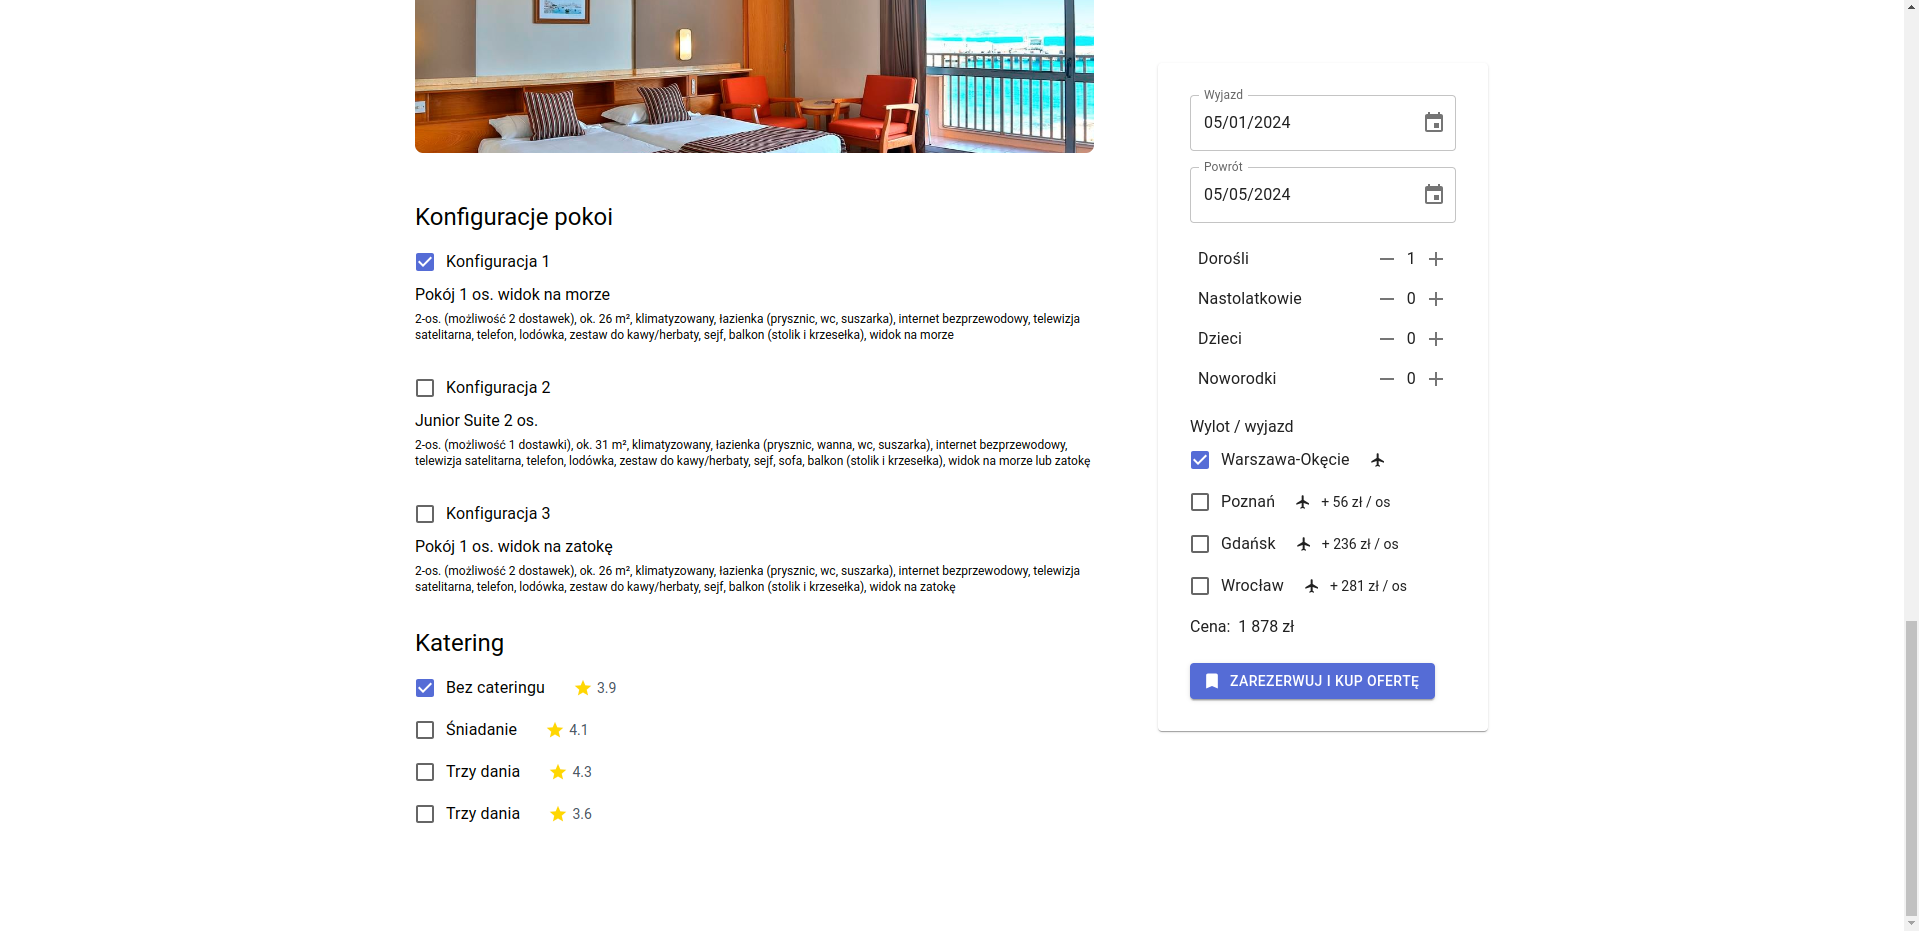 Konfiguracje pokoi
Konfiguracja 1
Pokój 1 os. widok na morze
2-os. (możliwość 2 dostawek), ok. 26 m², klimatyzowany, łazienka (prysznic, wc, suszarka), internet bezprzewodowy, telewizja
satelitarna, telefon, lodówka, zestaw do kawy/herbaty, sejf, balkon (stolik i krzesełka), widok na morze
Konfiguracja 2
Junior Suite 2 os.
2-os. (możliwość 1 dostawki), ok. 31 m², klimatyzowany, łazienka (prysznic, wanna, wc, suszarka), internet bezprzewodowy,
telewizja satelitarna, telefon, lodówka, zestaw do kawy/herbaty, sejf, sofa, balkon (stolik i krzesełka), widok na morze lub zatokę
Konfiguracja 3
Pokój 1 os. widok na zatokę
2-os. (możliwość 2 dostawek), ok. 26 m², klimatyzowany, łazienka (prysznic, wc, suszarka), internet bezprzewodowy, telewizja
satelitarna, telefon, lodówka, zestaw do kawy/herbaty, sejf, balkon (stolik i krzesełka), widok na zatokę
Katering
Bez cateringu 3.9
Śniadanie 4.1
Trzy dania 4.3
Trzy dania 3.6
Wyjazd
05/01/2024
Powrót
05/05/2024
Dorośli — 1 +
Nastolatkowie — 0 +
Dzieci — 0 +
Noworodki — 0 +
Wylot / wyjazd
Warszawa-Okęcie
Poznań + 56 zł / os
Gdańsk + 236 zł / os
Wrocław + 281 zł / os
Cena: 1 878 zł
ZAREZERWUJ I KUP OFERTĘ